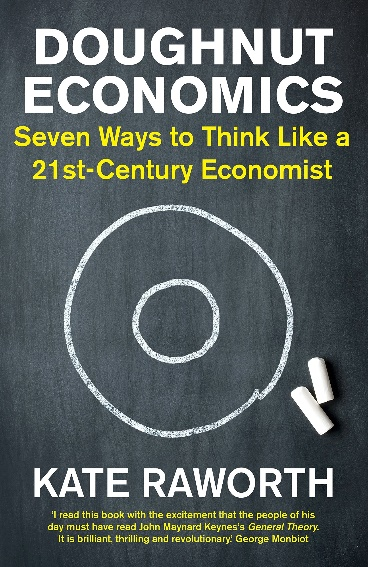 DOUGHNUT
ECONOMICS
Seven Ways to Think Like a
21st-Century Economist
KATE RAWORTH
'I read this book with the excitement that the people of his
day must have read John Maynard Keynes's General Theory.
It is brilliant, thrilling and revolutionary.' George Monbiot